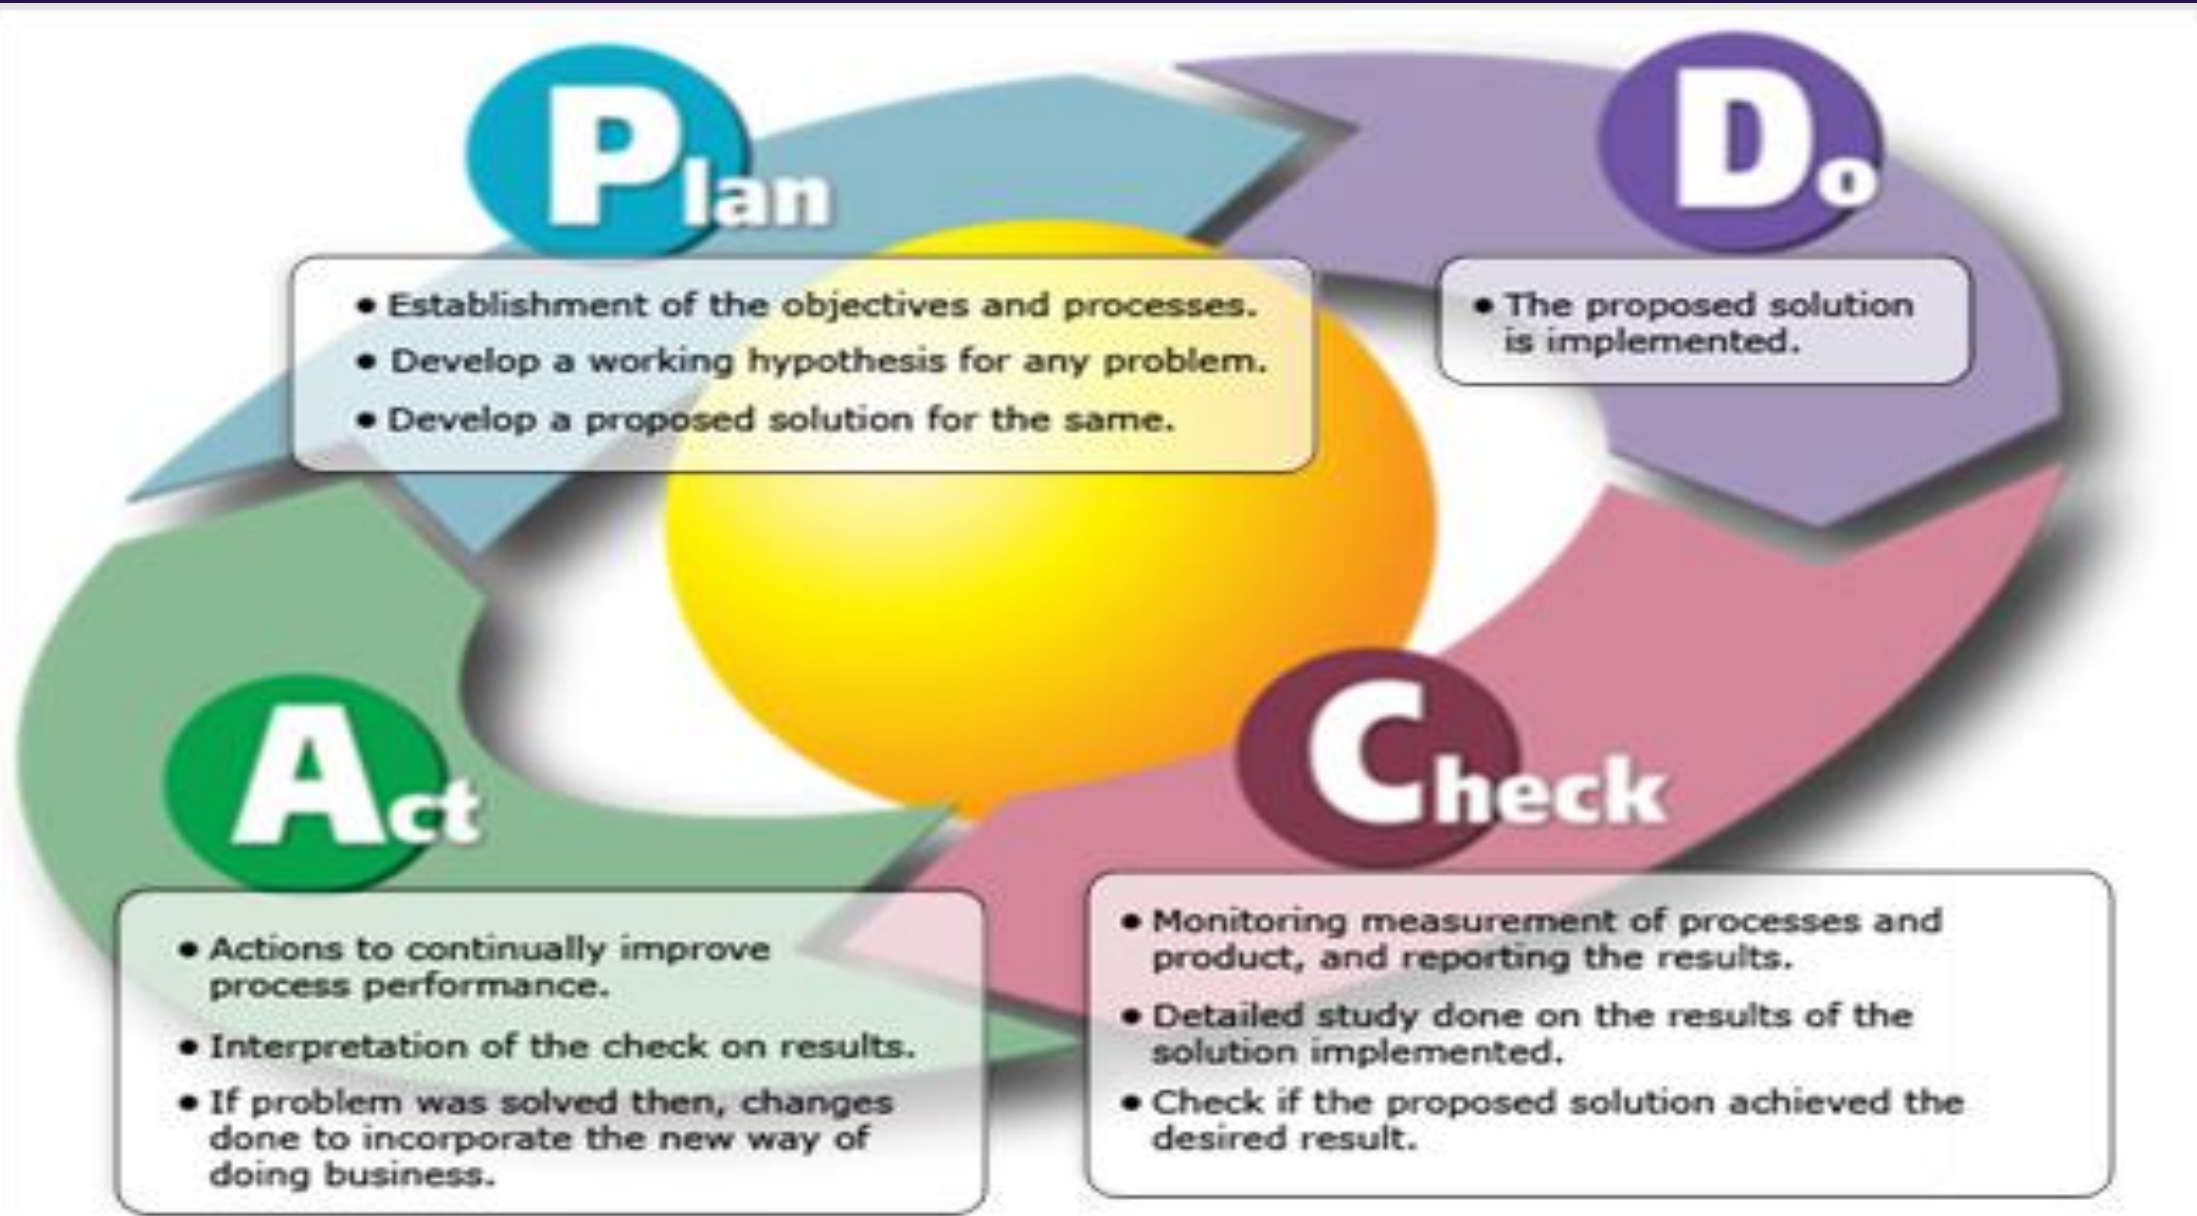 Plan
• Establishment of the objectives and processes.
• Develop a working hypothesis for any problem.
• Develop a proposed solution for the same.
Do
• The proposed solution
is implemented.
Check
• Monitoring measurement of processes and
product, and reporting the results.
• Detailed study done on the results of the
solution implemented.
• Check if the proposed solution achieved the
desired result.
Act
• Actions to continually improve
process performance.
• Interpretation of the check on results.
• If problem was solved then, changes
done to incorporate the new way of
doing business.